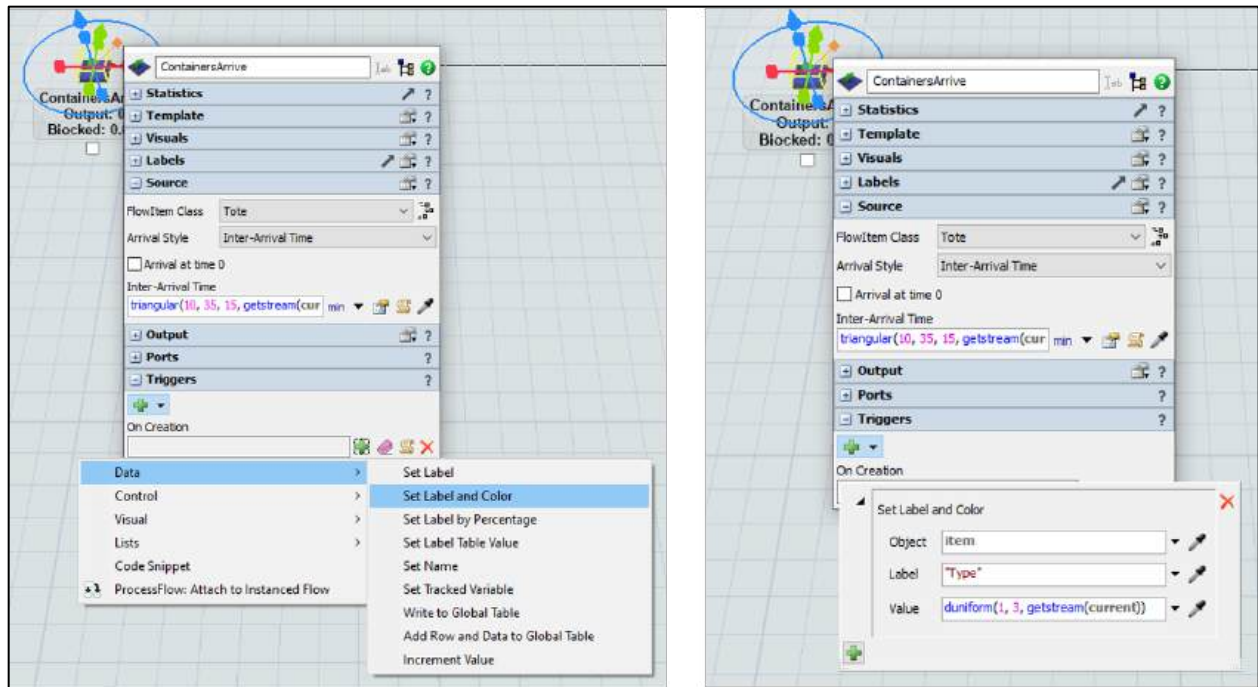 ContainersArrive
Statistics
?
Template
?
Visuals
?
Labels
?
Source
?
FlowItem Class Tote
Arrival Style Inter-Arrival Time
Arrival at time 0
Inter-Arrival Time
triangular(10, 35, 15, getstream(cur min
Output
?
Ports
?
Triggers
?
On Creation
Data
Control
Visual
Lists
Code Snippet
ProcessFlow: Attach to Instanced Flow
Set Label
Set Label and Color
Set Label by Percentage
Set Label Table Value
Set Name
Set Tracked Variable
Write to Global Table
Add Row and Data to Global Table
Increment Value
Output:
Blocked: 0.
ContainersArrive
Statistics
?
Template
?
Visuals
?
Labels
?
Source
?
FlowItem Class Tote
Arrival Style Inter-Arrival Time
Arrival at time 0
Inter-Arrival Time
triangular(10, 35, 15, getstream(cur min
Output
?
Ports
?
Triggers
?
On Creation
Set Label and Color
Object item
Label "Type"
Value duniform(1, 3, getstream(current))
Output:
Blocked: